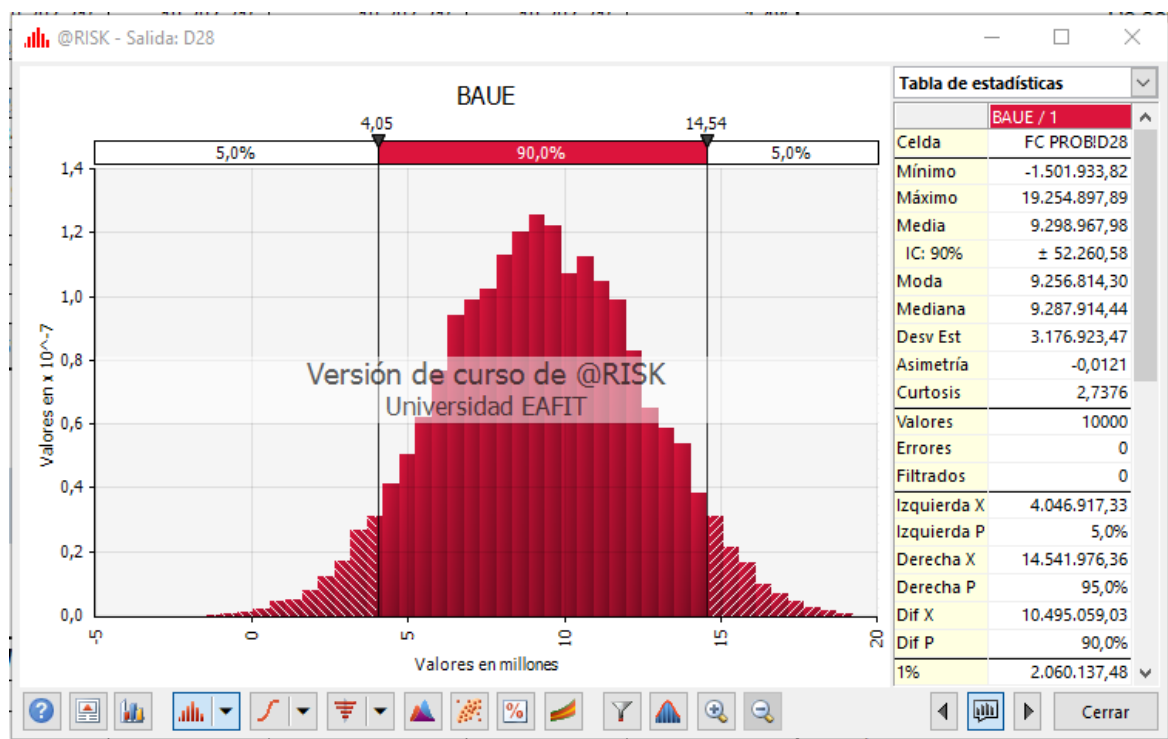 @RISK - Salida: D28
BAUE
4,05 14,54
5,0% 90,0% 5,0%
1,4
1,2
1,0
0,8
0,6
0,4
0,2
0,0
Valores en x 10^-7
-5 0 5 10 15 20
Valores en millones
Versión de curso de @RISK
Universidad EAFIT
Tabla de estadísticas
BAUE / 1
Celda FC PROB!D28
Mínimo -1.501.933,82
Máximo 19.254.897,89
Media 9.298.967,98
IC: 90% ± 52.260,58
Moda 9.256.814,30
Mediana 9.287.914,44
Desv Est 3.176.923,47
Asimetría -0,0121
Curtosis 2,7376
Valores 10000
Errores 0
Filtrados 0
Izquierda X 4.046.917,33
Izquierda P 5,0%
Derecha X 14.541.976,36
Derecha P 95,0%
Dif X 10.495.059,03
Dif P 90,0%
1% 2.060.137,48
Cerrar